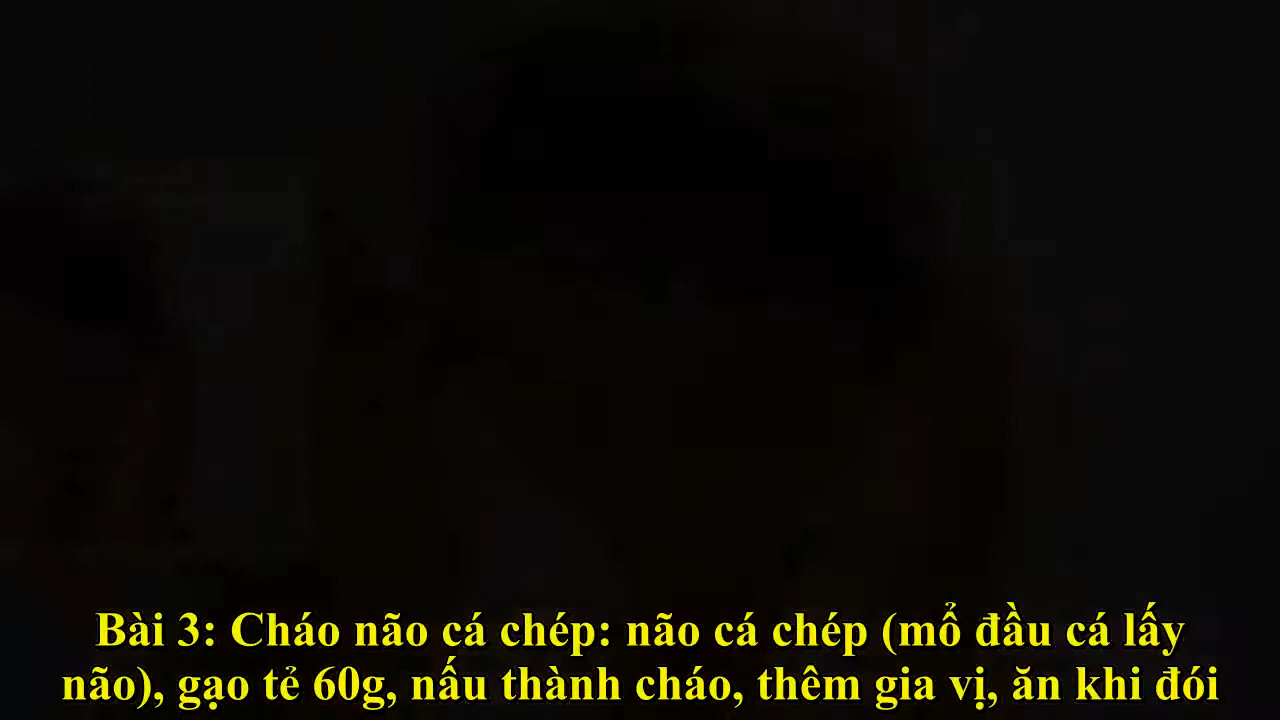 Bài 3: Cháo não cá chép: não cá chép (mổ đầu cá lấy
não), gạo tẻ 60g, nấu thành cháo, thêm gia vị, ăn khi đói